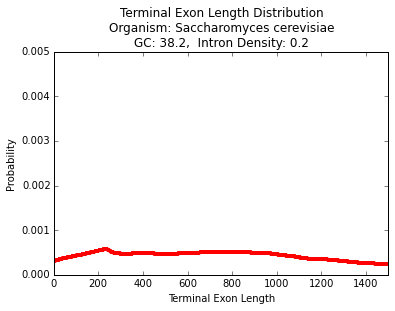 Terminal Exon Length Distribution
Organism: Saccharomyces cerevisiae
GC: 38.2,  Intron Density: 0.2
0.005
0.004
0.003
0.002
0.001
0.000
Probability
0 200 400 600 800 1000 1200 1400
Terminal Exon Length